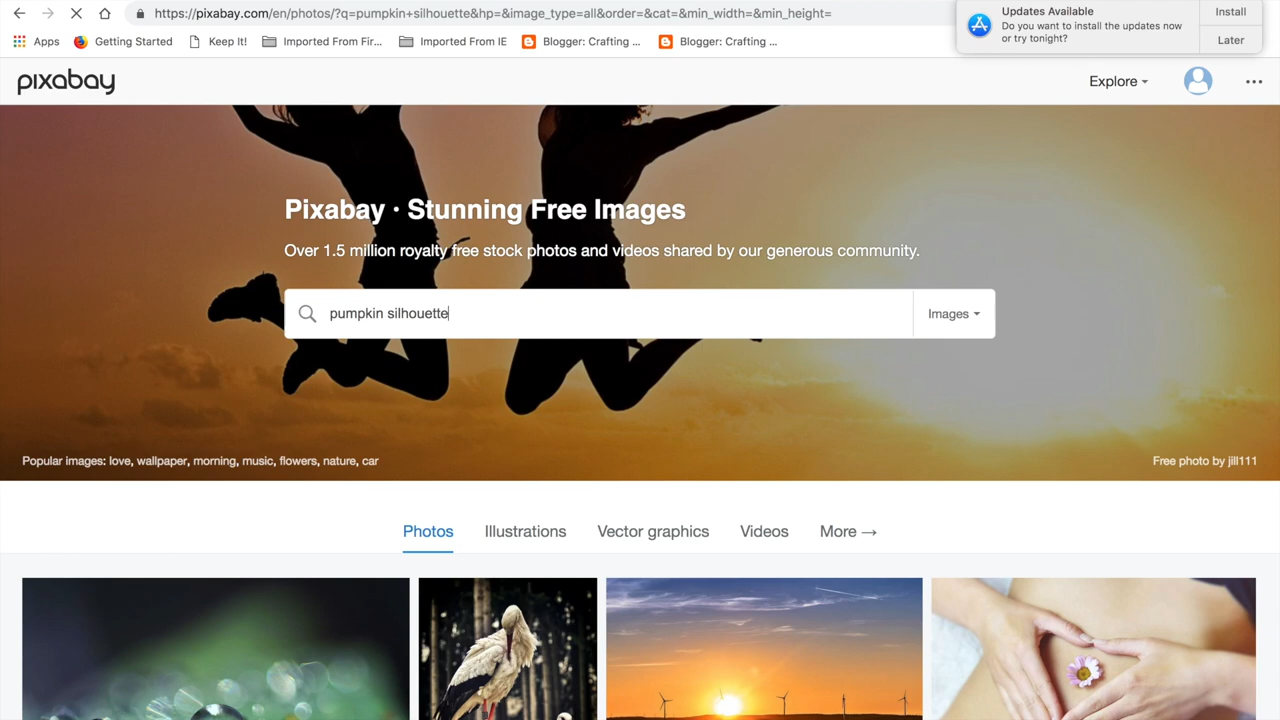 https://pixabay.com/en/photos/?q=pumpkin+silhouette&hp=&image_type=all&order=&cat=&min_width=&min_height=
Updates Available
Do you want to install the updates now
or try tonight?
Install
Later
Apps
Getting Started
Keep It!
Imported From Fir...
Imported From IE
Blogger: Crafting ...
Blogger: Crafting ...
pixabay
Explore
Pixabay · Stunning Free Images
Over 1.5 million royalty free stock photos and videos shared by our generous community.
pumpkin silhouette
Images
Popular images: love, wallpaper, morning, music, flowers, nature, car
Free photo by jill111
Photos
Illustrations
Vector graphics
Videos
More →